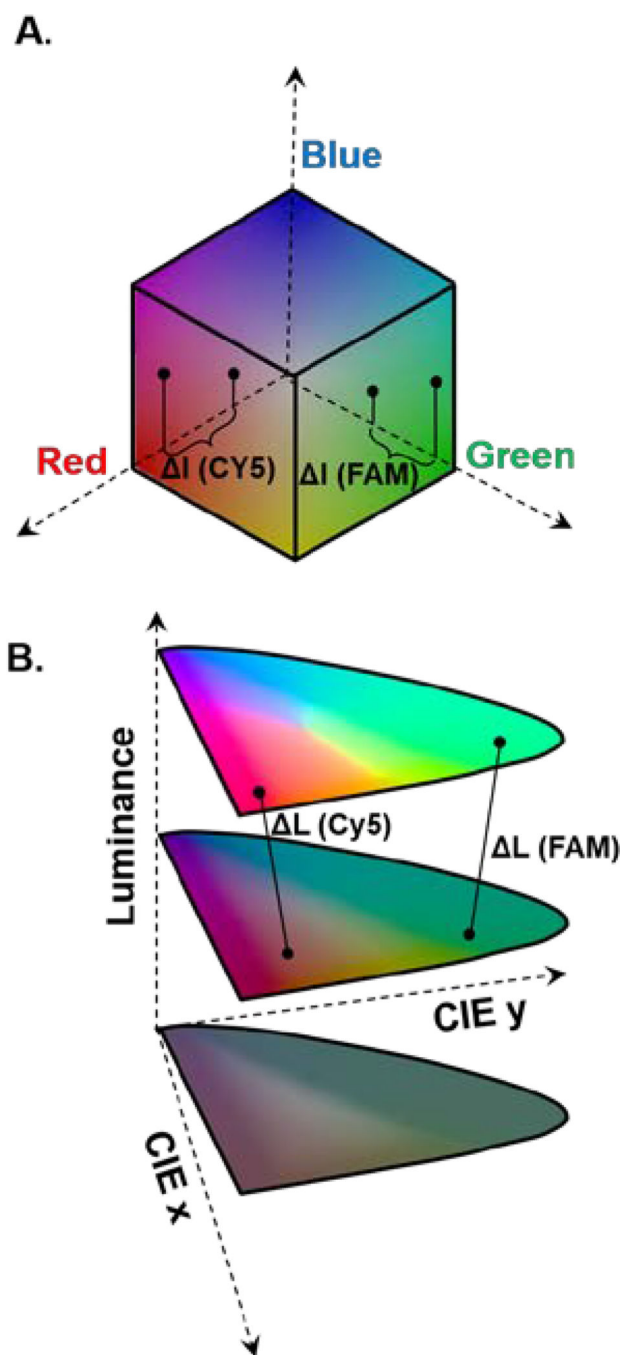 A.
Blue
Red
Green
ΔI (CY5)
ΔI (FAM)
B.
Luminance
ΔL (Cy5)
ΔL (FAM)
CIE y
CIE x